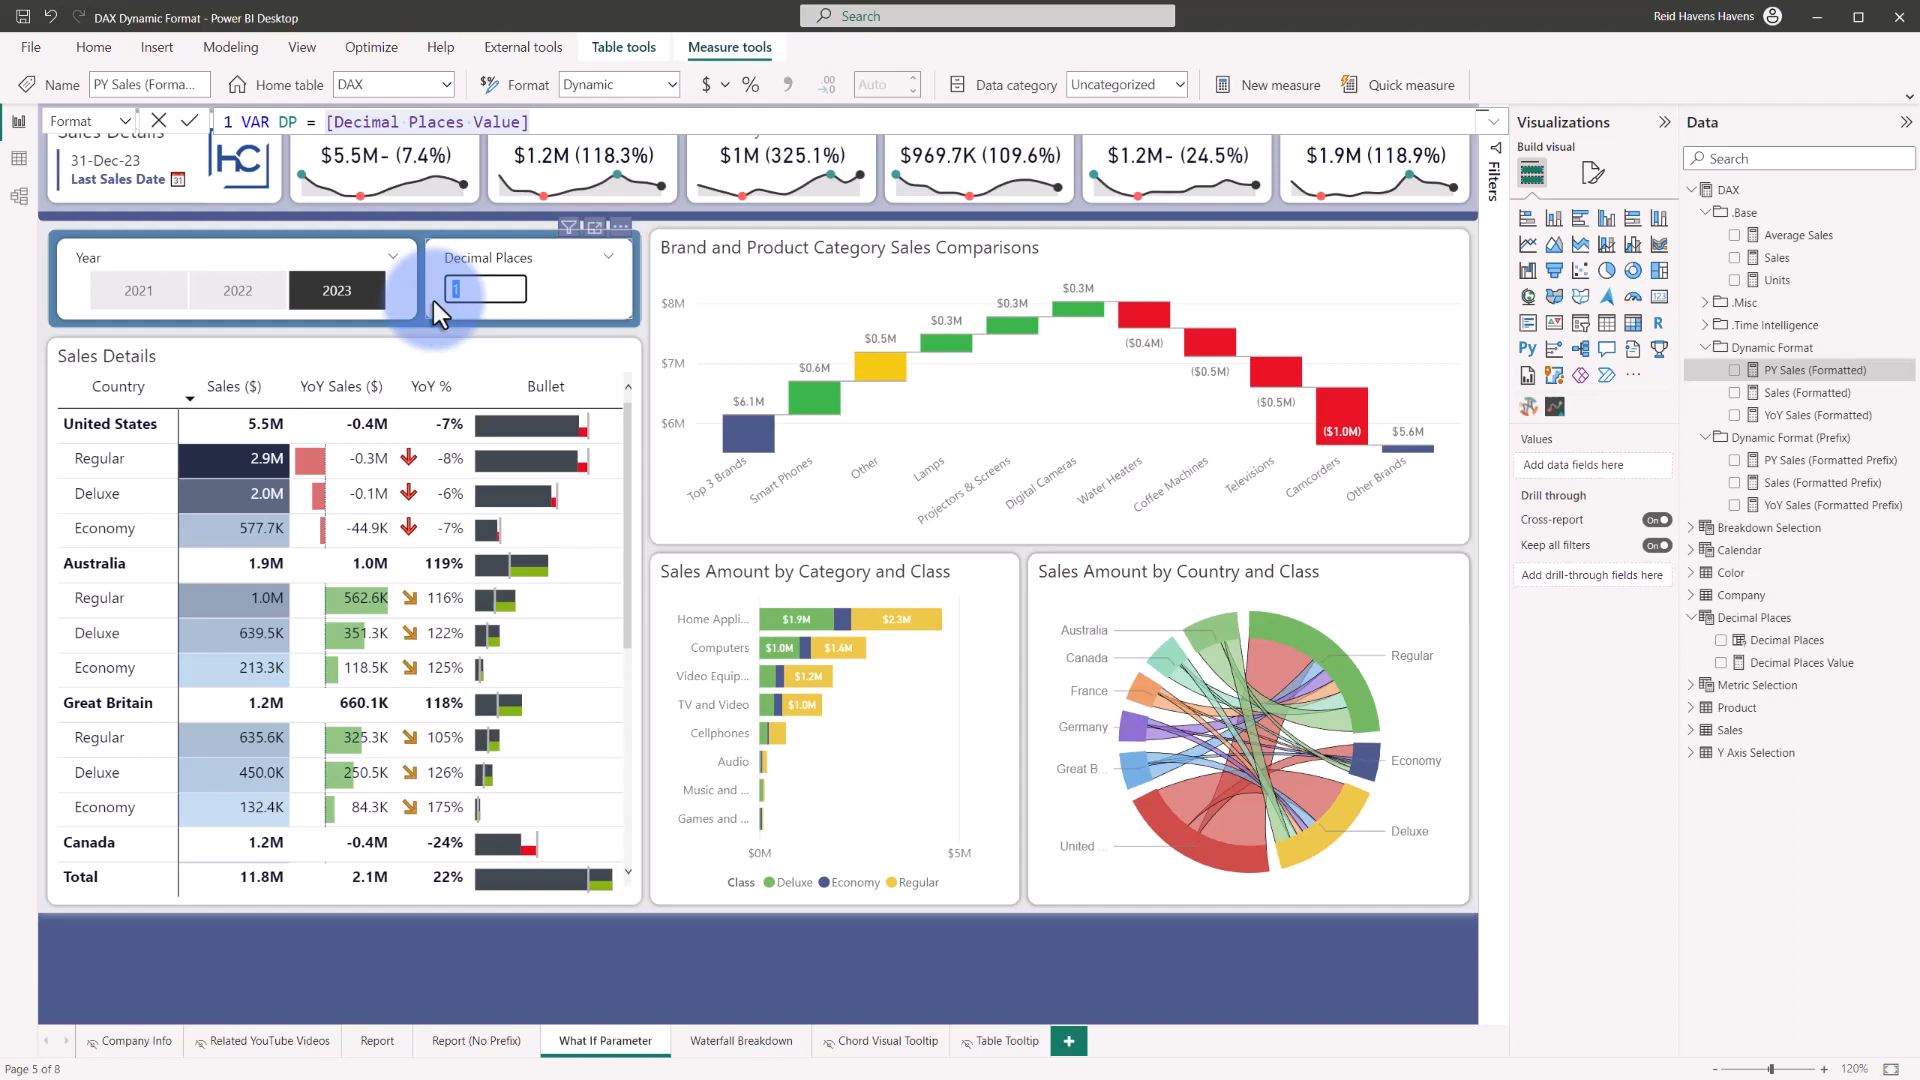 DAX Dynamic Format - Power BI Desktop
Search
Reid Havens Havens
File
Home
Insert
Modeling
View
Optimize
Help
External tools
Table tools
Measure tools
Name
PY Sales (Forma...
Home table
DAX
Format
Dynamic
$
%
Auto
Data category
Uncategorized
New measure
Quick measure
Format
1 VAR DP = [Decimal Places Value]
Sales Details
31-Dec-23
Last Sales Date
31
hC
$5.5M- (7.4%)
$1.2M (118.3%)
$1M (325.1%)
$969.7K (109.6%)
$1.2M- (24.5%)
$1.9M (118.9%)
Filters
Year
2021
2022
2023
Decimal Places
1
Sales Details
Country
Sales ($)
YoY Sales ($)
YoY %
Bullet
United States 5.5M -0.4M -7%
Regular 2.9M -0.3M -8%
Deluxe 2.0M -0.1M -6%
Economy 577.7K -44.9K -7%
Australia 1.9M 1.0M 119%
Regular 1.0M 562.6K 116%
Deluxe 639.5K 351.3K 122%
Economy 213.3K 118.5K 125%
Great Britain 1.2M 660.1K 118%
Regular 635.6K 325.3K 105%
Deluxe 450.0K 250.5K 126%
Economy 132.4K 84.3K 175%
Canada 1.2M -0.4M -24%
Total 11.8M 2.1M 22%
Brand and Product Category Sales Comparisons
$8M
$7M
$6M
$6.1M
$0.6M
$0.5M
$0.3M
$0.3M
$0.3M
($0.4M)
($0.5M)
($0.5M)
($1.0M)
$5.6M
Top 3 Brands
Smart Phones
Other
Lamps
Projectors & Screens
Digital Cameras
Water Heaters
Coffee Machines
Televisions
Camcorders
Other Brands
Sales Amount by Category and Class
Home Appli...
$1.9M
$2.3M
Computers
$1.0M
$1.4M
Video Equip...
$1.2M
TV and Video
$1.0M
Cellphones
Audio
Music and ...
Games and ...
$0M
$5M
Class Deluxe Economy Regular
Sales Amount by Country and Class
Australia
Canada
France
Germany
Great B...
United ...
Regular
Economy
Deluxe
Visualizations
Build visual
123
R
Py
Values
Add data fields here
Drill through
Cross-report
On
Keep all filters
On
Add drill-through fields here
Data
Search
DAX
.Base
Average Sales
Sales
Units
.Misc
.Time Intelligence
Dynamic Format
PY Sales (Formatted)
Sales (Formatted)
YoY Sales (Formatted)
Dynamic Format (Prefix)
PY Sales (Formatted Prefix)
Sales (Formatted Prefix)
YoY Sales (Formatted Prefix)
Breakdown Selection
Calendar
Color
Company
Decimal Places
Decimal Places
Decimal Places Value
Metric Selection
Product
Sales
Y Axis Selection
Company Info
Related YouTube Videos
Report
Report (No Prefix)
What If Parameter
Waterfall Breakdown
Chord Visual Tooltip
Table Tooltip
+
Page 5 of 8
- + 120%